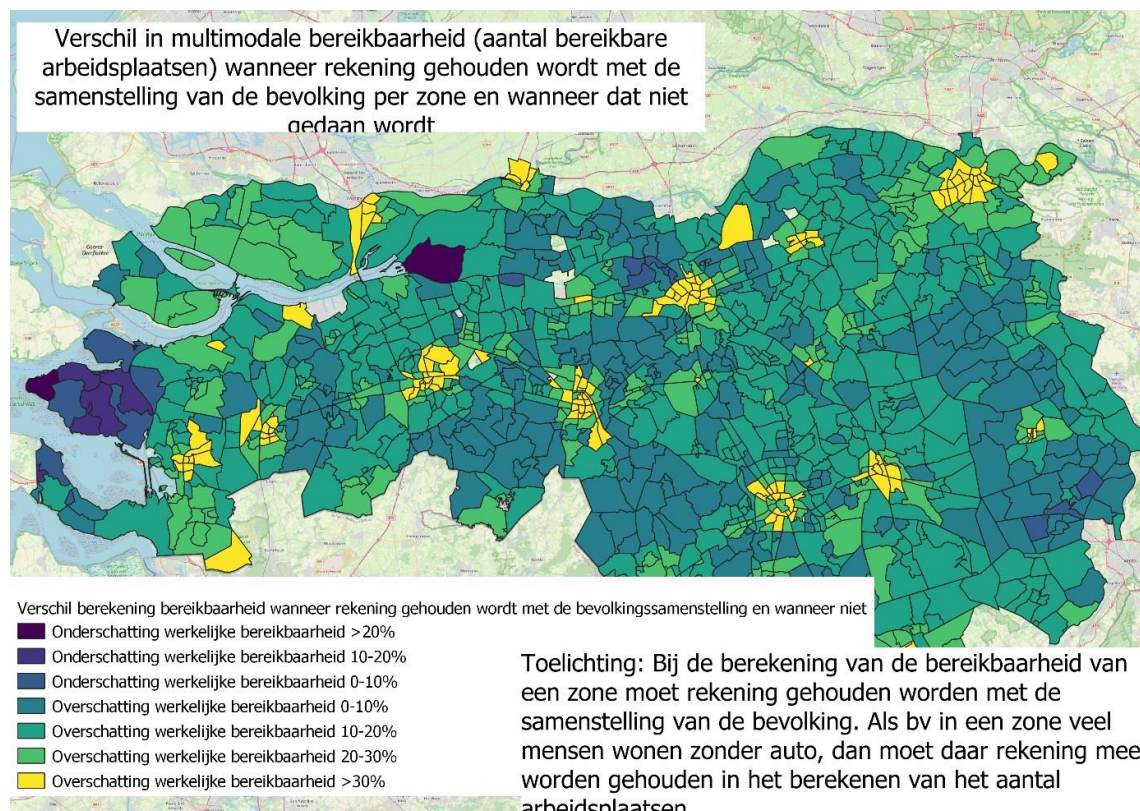 Verschil in multimodale bereikbaarheid (aantal bereikbare
arbeidsplaatsen) wanneer rekening gehouden wordt met de
samenstelling van de bevolking per zone en wanneer dat niet
gedaan wordt
Verschil berekening bereikbaarheid wanneer rekening gehouden wordt met de bevolkingssamenstelling en wanneer niet
Onderschatting werkelijke bereikbaarheid >20%
Onderschatting werkelijke bereikbaarheid 10-20%
Onderschatting werkelijke bereikbaarheid 0-10%
Overschatting werkelijke bereikbaarheid 0-10%
Overschatting werkelijke bereikbaarheid 10-20%
Overschatting werkelijke bereikbaarheid 20-30%
Overschatting werkelijke bereikbaarheid >30%
Toelichting: Bij de berekening van de bereikbaarheid van
een zone moet rekening gehouden worden met de
samenstelling van de bevolking. Als bv in een zone veel
mensen wonen zonder auto, dan moet daar rekening mee
worden gehouden in het berekenen van het aantal
arbeidsplaatsen